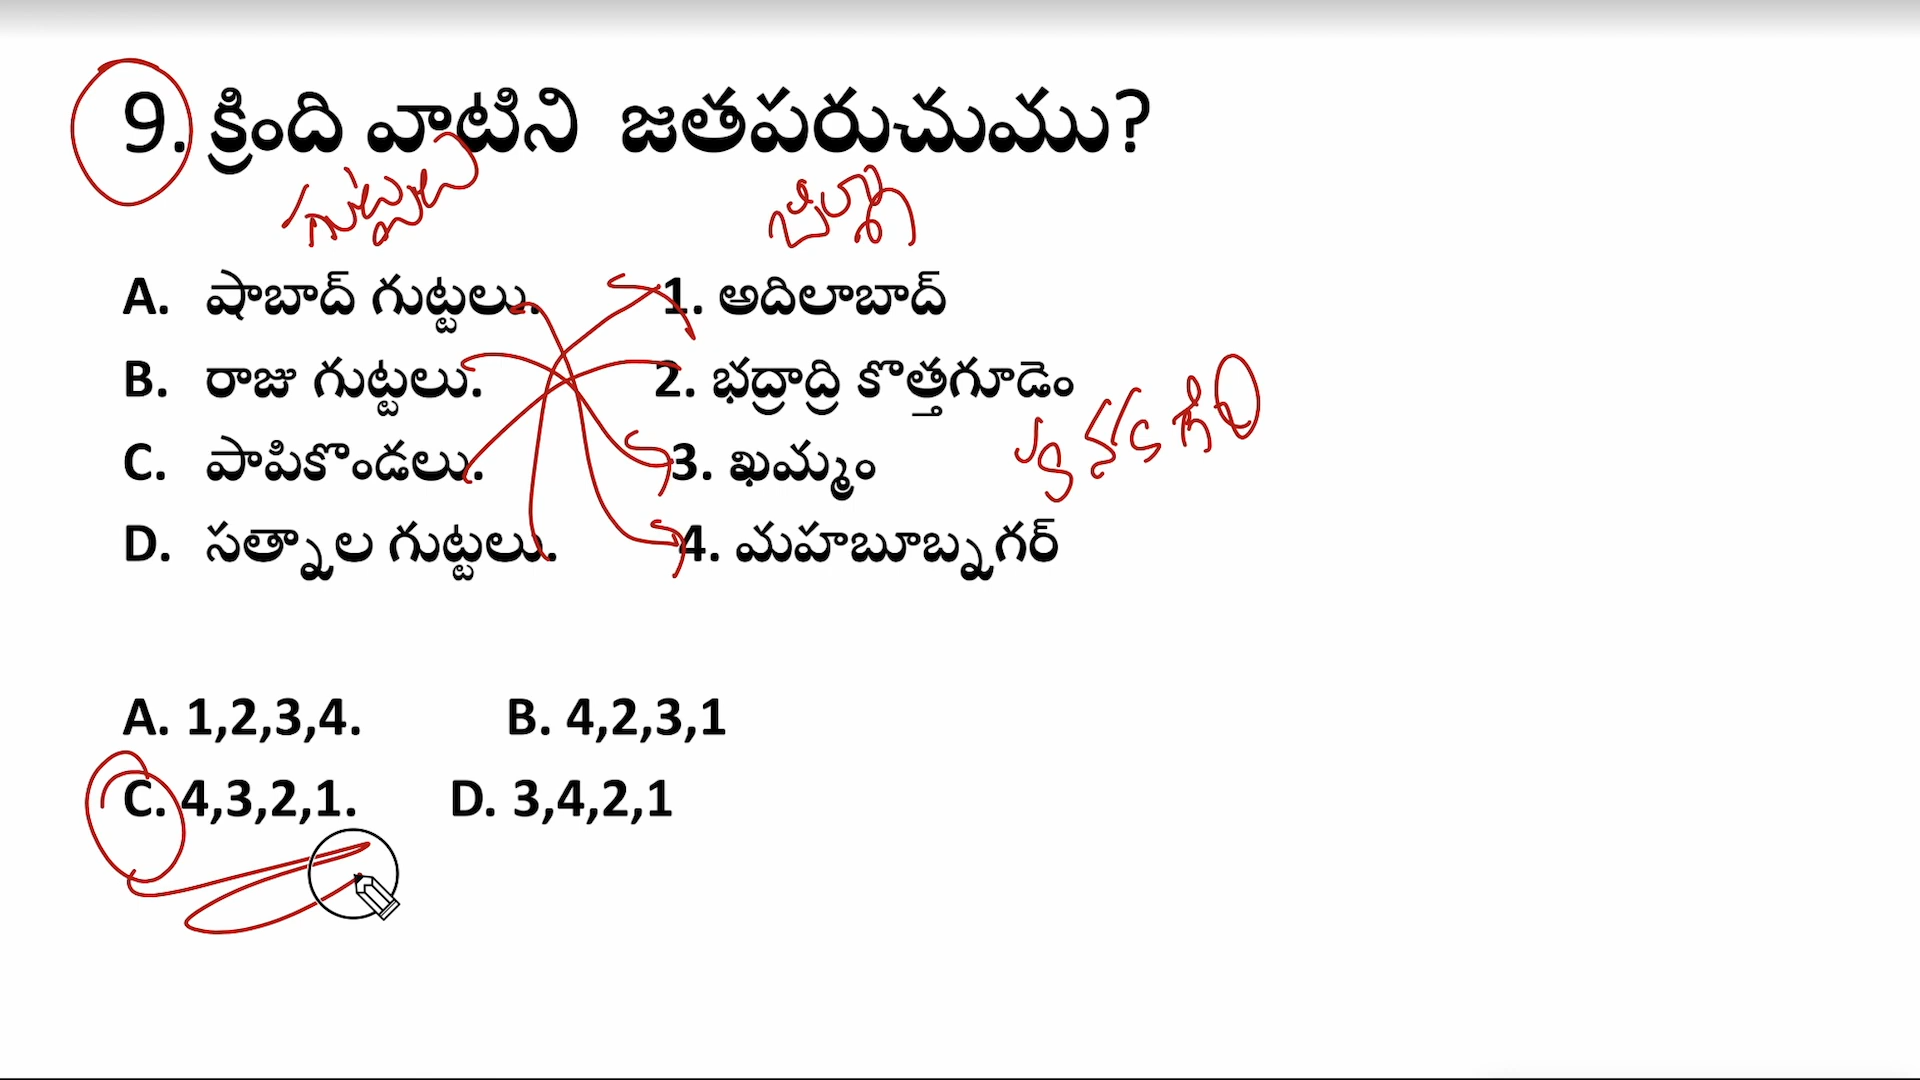 9. క్రింది వాటిని జతపరుచుము?
గుట్టలు
A. షాబాద్ గుట్టలు. 1. అదిలాబాద్
B. రాజు గుట్టలు. 2. భద్రాద్రి కొత్తగూడెం
C. పాపికొండలు. 3. ఖమ్మం
D. సత్నాల గుట్టలు. 4. మహబూబ్నగర్
A. 1,2,3,4. B. 4,2,3,1
C. 4,3,2,1. D. 3,4,2,1